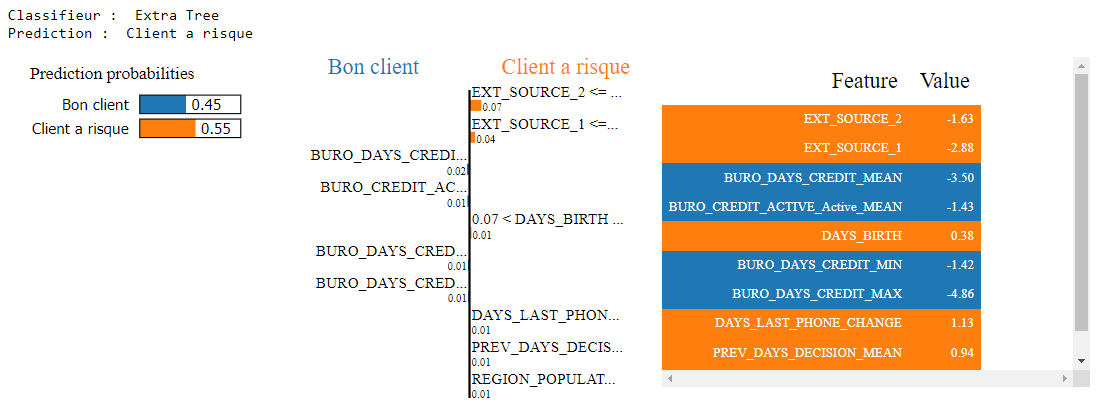 Classifieur :  Extra Tree
Prediction :  Client a risque
Prediction probabilities
Bon client 0.45
Client a risque 0.55
Bon client
Client a risque
EXT_SOURCE_2 <= ...
0.07
EXT_SOURCE_1 <=...
0.04
BURO_DAYS_CREDI...
0.02
BURO_CREDIT_AC...
0.01
0.07 < DAYS_BIRTH ...
0.01
BURO_DAYS_CRED...
0.01
BURO_DAYS_CRED...
0.01
DAYS_LAST_PHON...
0.01
PREV_DAYS_DECIS...
0.01
REGION_POPULAT...
0.01
Feature Value
EXT_SOURCE_2 -1.63
EXT_SOURCE_1 -2.88
BURO_DAYS_CREDIT_MEAN -3.50
BURO_CREDIT_ACTIVE_Active_MEAN -1.43
DAYS_BIRTH 0.38
BURO_DAYS_CREDIT_MIN -1.42
BURO_DAYS_CREDIT_MAX -4.86
DAYS_LAST_PHONE_CHANGE 1.13
PREV_DAYS_DECISION_MEAN 0.94